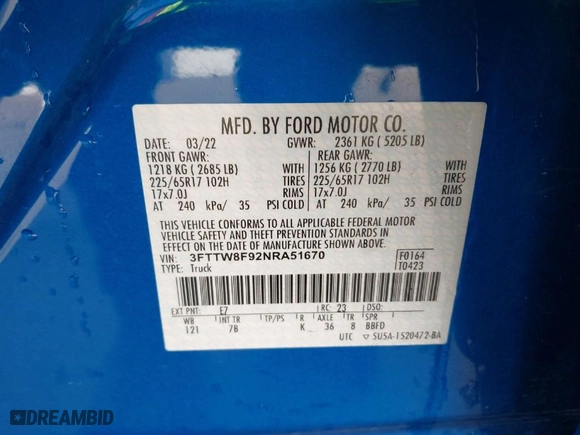 MFD. BY FORD MOTOR CO.
DATE: 03/22 GVWR: 2361 KG ( 5205 LB)
FRONT GAWR: REAR GAWR:
1218 KG ( 2685 LB) WITH 1256 KG ( 2770 LB) WITH
225/65R17 102H TIRES 225/65R17 102H TIRES
17x7.0J RIMS 17x7.0J RIMS
AT 240 kPa/ 35 PSI COLD AT 240 kPa/ 35 PSI COLD
THIS VEHICLE CONFORMS TO ALL APPLICABLE FEDERAL MOTOR
VEHICLE SAFETY AND THEFT PREVENTION STANDARDS IN
EFFECT ON THE DATE OF MANUFACTURE SHOWN ABOVE.
VIN: 3FTTW8F92NRA51670 F0164
TYPE: Truck T0423
EXT PNT: E7 RC: 23 DSO:
WB INT TR TP/PS R AXLE TR SPR
121 7B K 36 8 BBFD
UTC ▽ SU5A-1520472-BA
DREAMBID